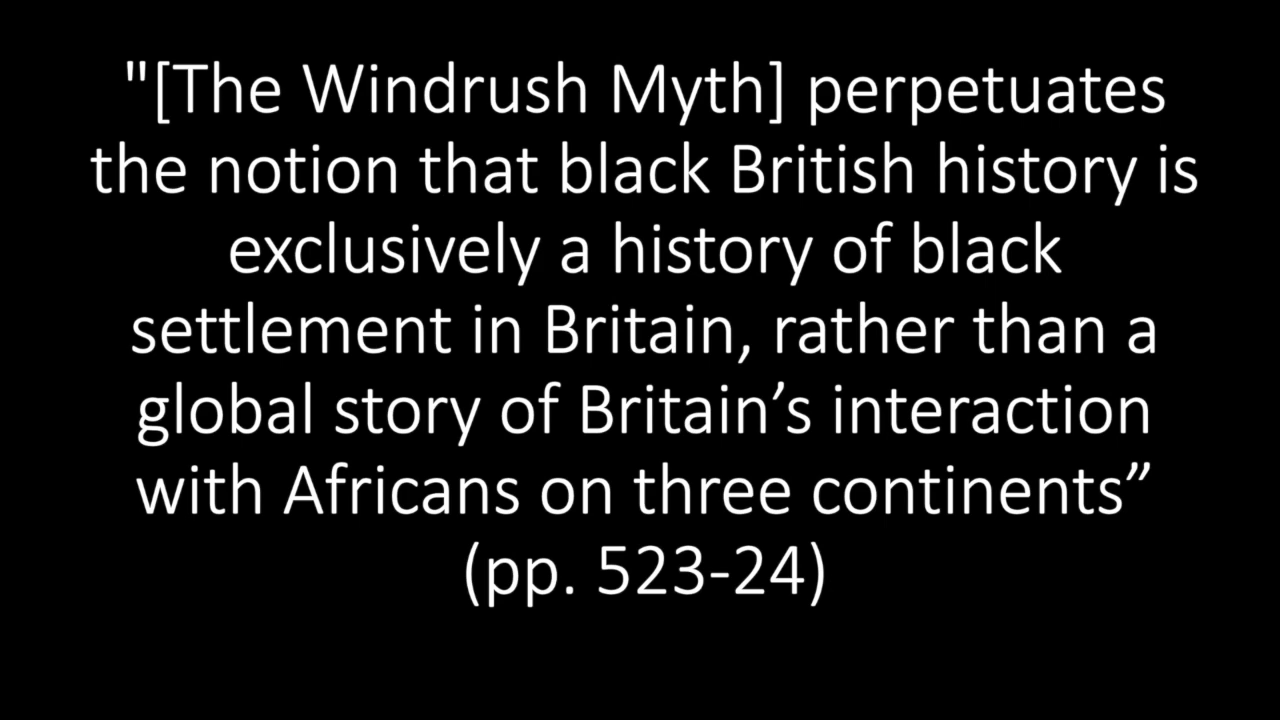 "[The Windrush Myth] perpetuates
the notion that black British history is
exclusively a history of black
settlement in Britain, rather than a
global story of Britain’s interaction
with Africans on three continents”
(pp. 523-24)